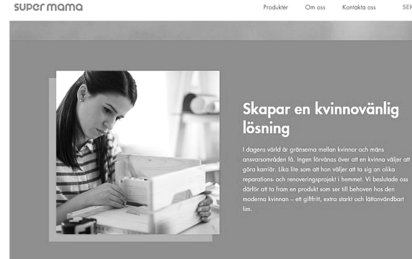 super mama
Produkter Om oss Kontakta oss SEK
Skapar en kvinnovänlig
lösning
I dagens värld är gränserna mellan kvinnor och mäns
ansvarsområden få. Ingen förvånas över att en kvinna väljer att
göra karriär. Lika lite som att hon väljer att ta sig an olika
reparations- och renoveringsprojekt i hemmet. Vi beslutade oss
därför att ta fram en produkt som ser till behoven hos den
moderna kvinnan – ett giftfritt, extra starkt och lättanvändbart
lim.